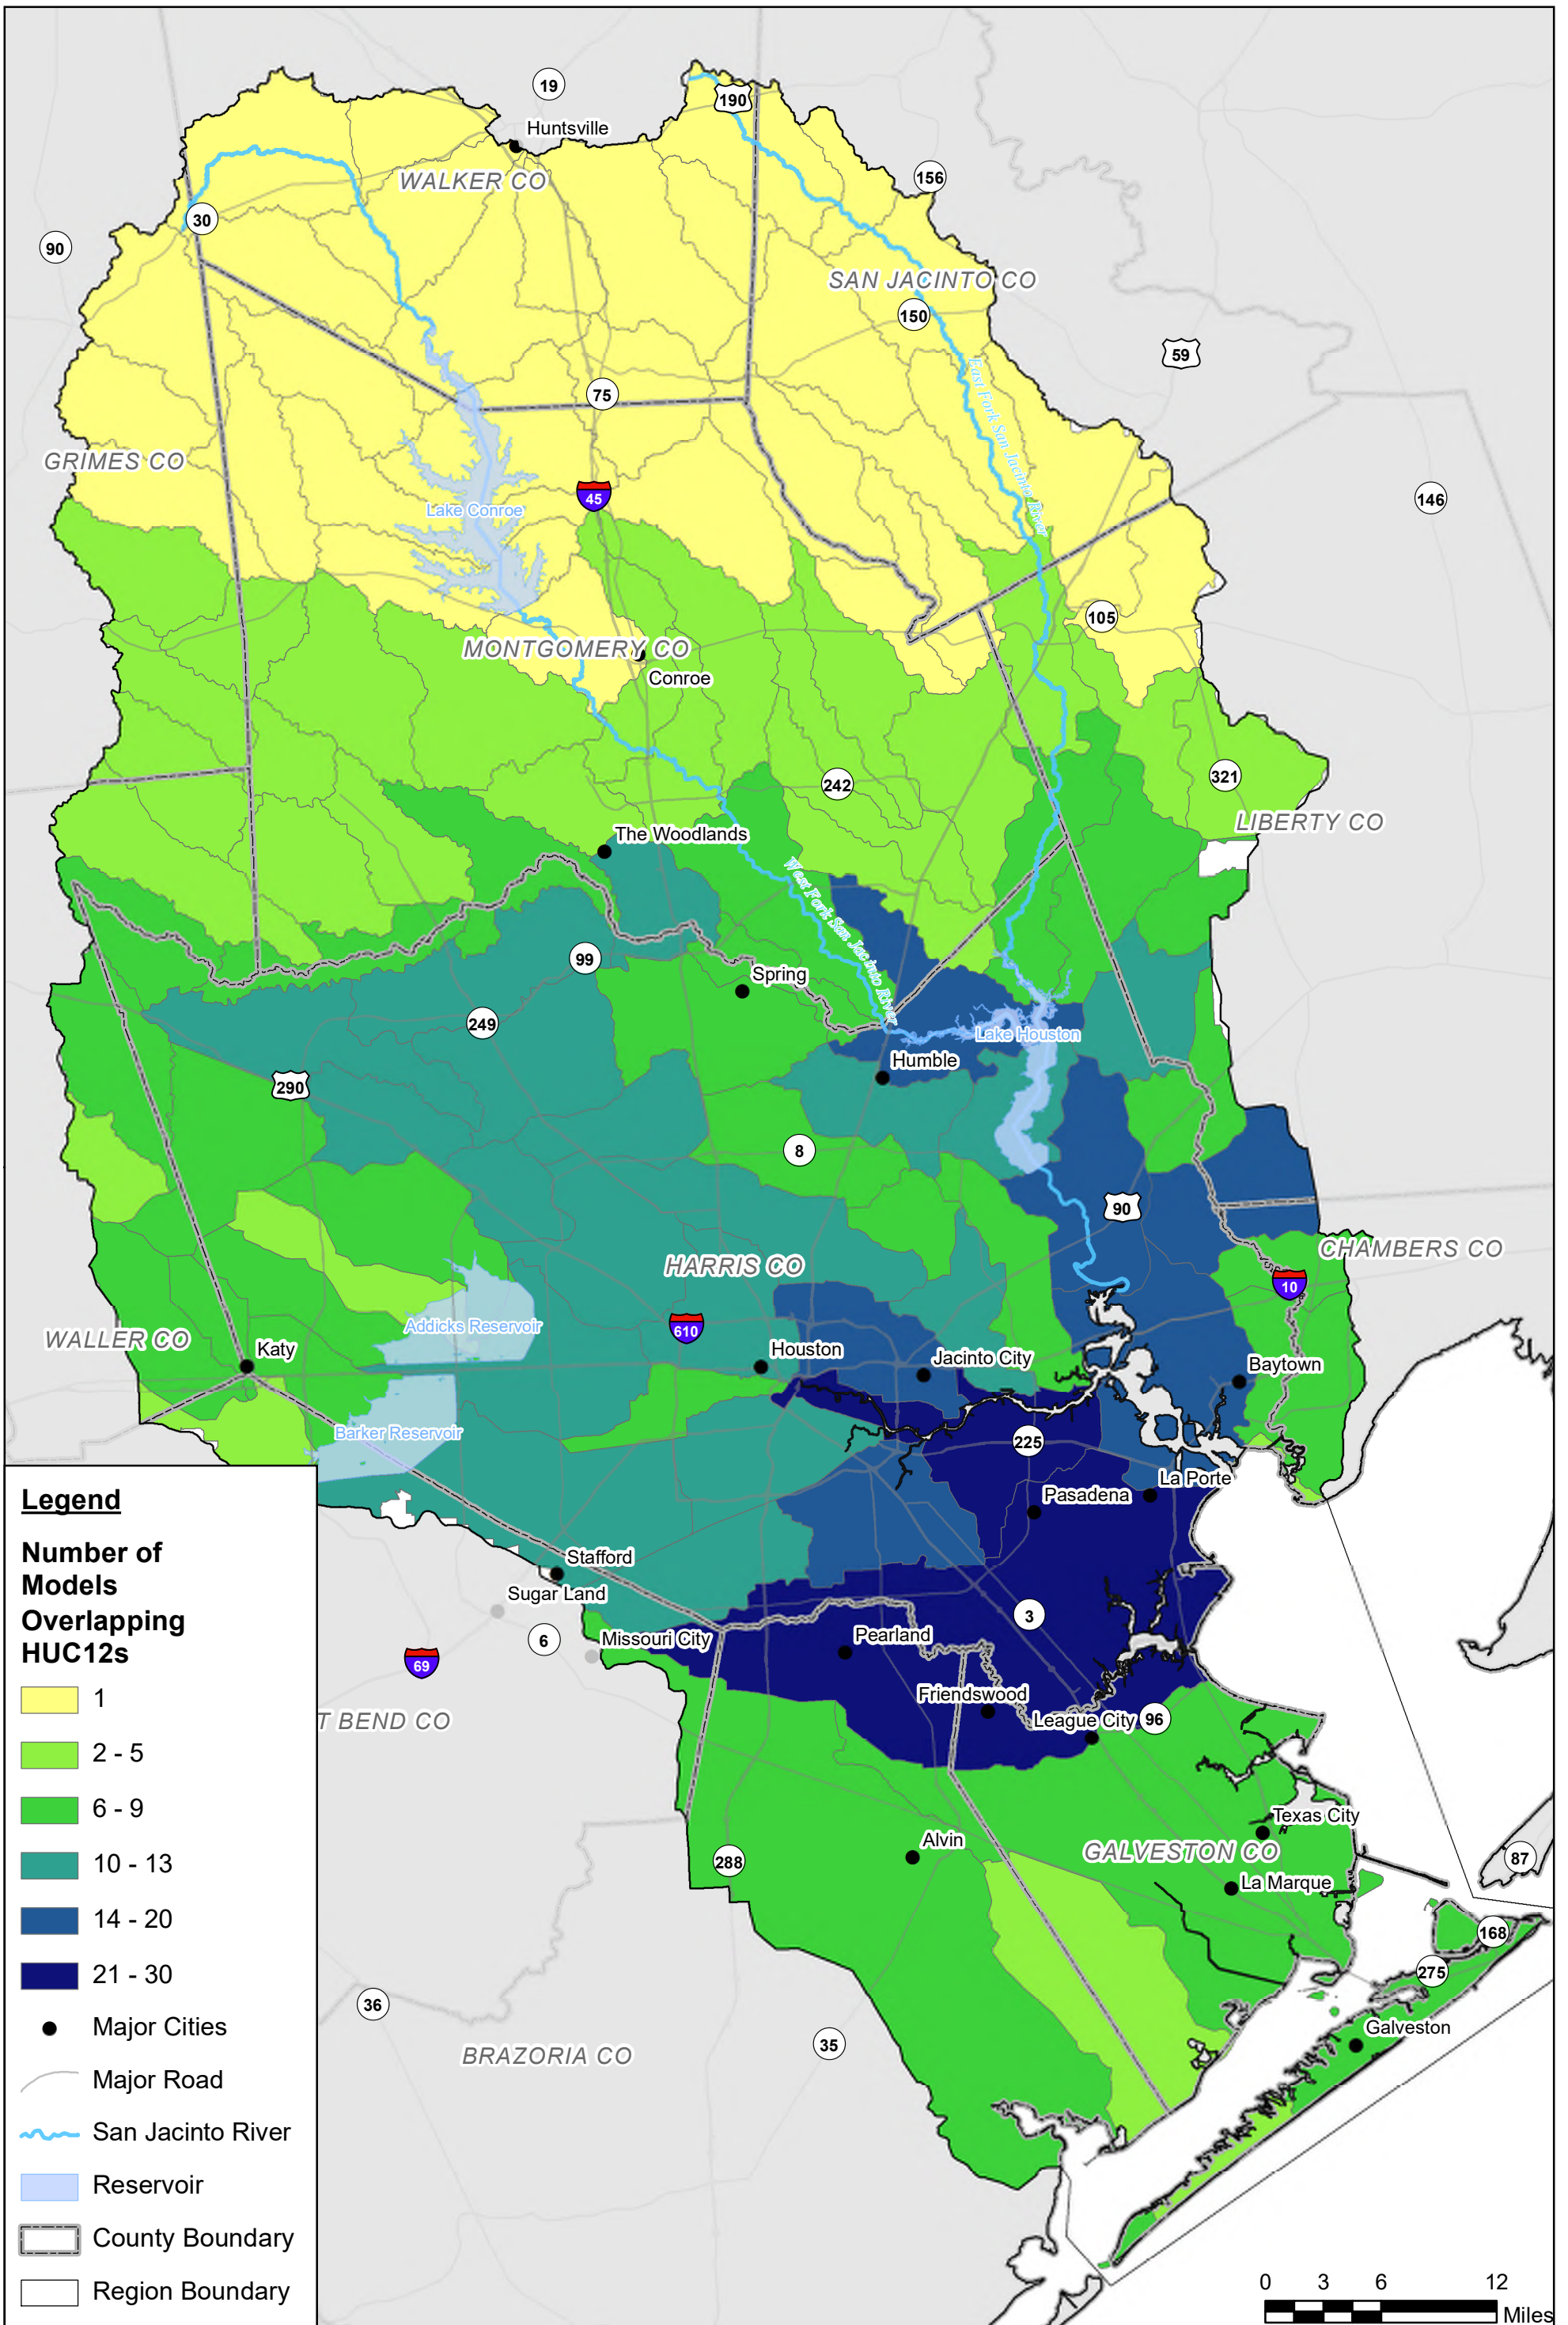 19
190
Huntsville
156
WALKER CO
30
90
SAN JACINTO CO
150
59
East Fork San Jacinto River
75
GRIMES CO
45
146
Lake Conroe
105
MONTGOMERY CO
Conroe
242
321
LIBERTY CO
The Woodlands
West Fork San Jacinto River
99
Spring
249
Lake Houston
Humble
290
8
90
HARRIS CO
CHAMBERS CO
10
Addicks Reservoir
610
WALLER CO
Katy
Houston
Jacinto City
Baytown
Barker Reservoir
225
La Porte
Pasadena
Stafford
Sugar Land
3
6
Missouri City
Pearland
69
Friendswood
League City
96
T BEND CO
Texas City
Alvin
GALVESTON CO
288
87
La Marque
168
275
36
Galveston
35
BRAZORIA CO
Legend
Number of
Models
Overlapping
HUC12s
1
2 - 5
6 - 9
10 - 13
14 - 20
21 - 30
Major Cities
Major Road
San Jacinto River
Reservoir
County Boundary
Region Boundary
0 3 6 12
Miles